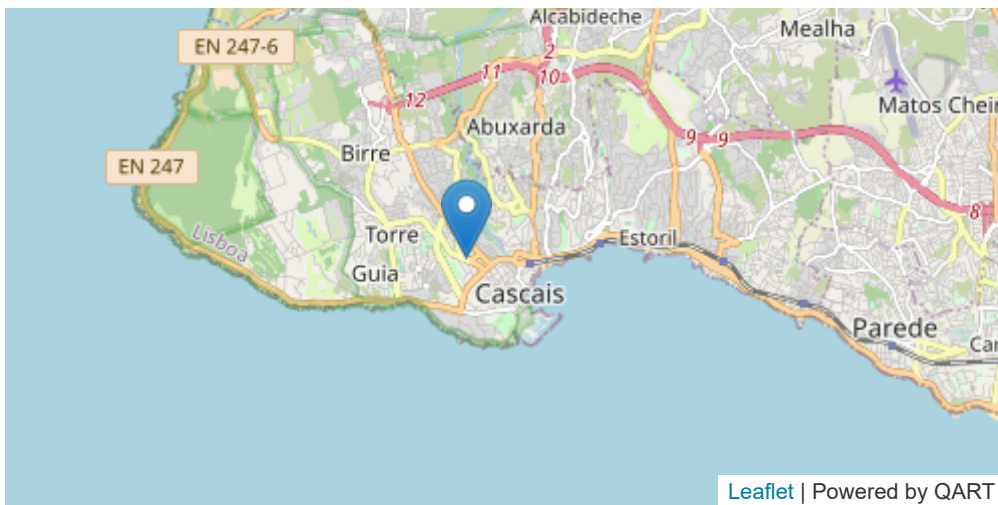 Alcabideche
Mealha
EN 247-6
2
11
10
12
Matos Chei
Abuxarda
9
9
Birre
EN 247
8
Lisboa
Torre
Estoril
Guia
Cascais
Parede
Car
Leaflet | Powered by QART